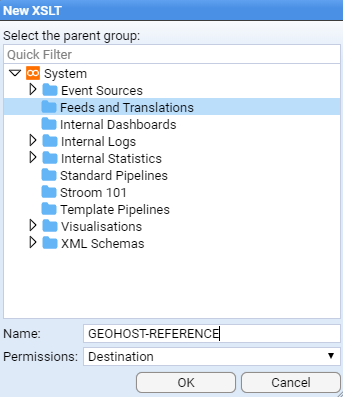 New XSLT
Select the parent group:
Quick Filter
System
Event Sources
Feeds and Translations
Internal Dashboards
Internal Logs
Internal Statistics
Standard Pipelines
Stroom 101
Template Pipelines
Visualisations
XML Schemas
Name: GEOHOST-REFERENCE
Permissions: Destination
OK Cancel